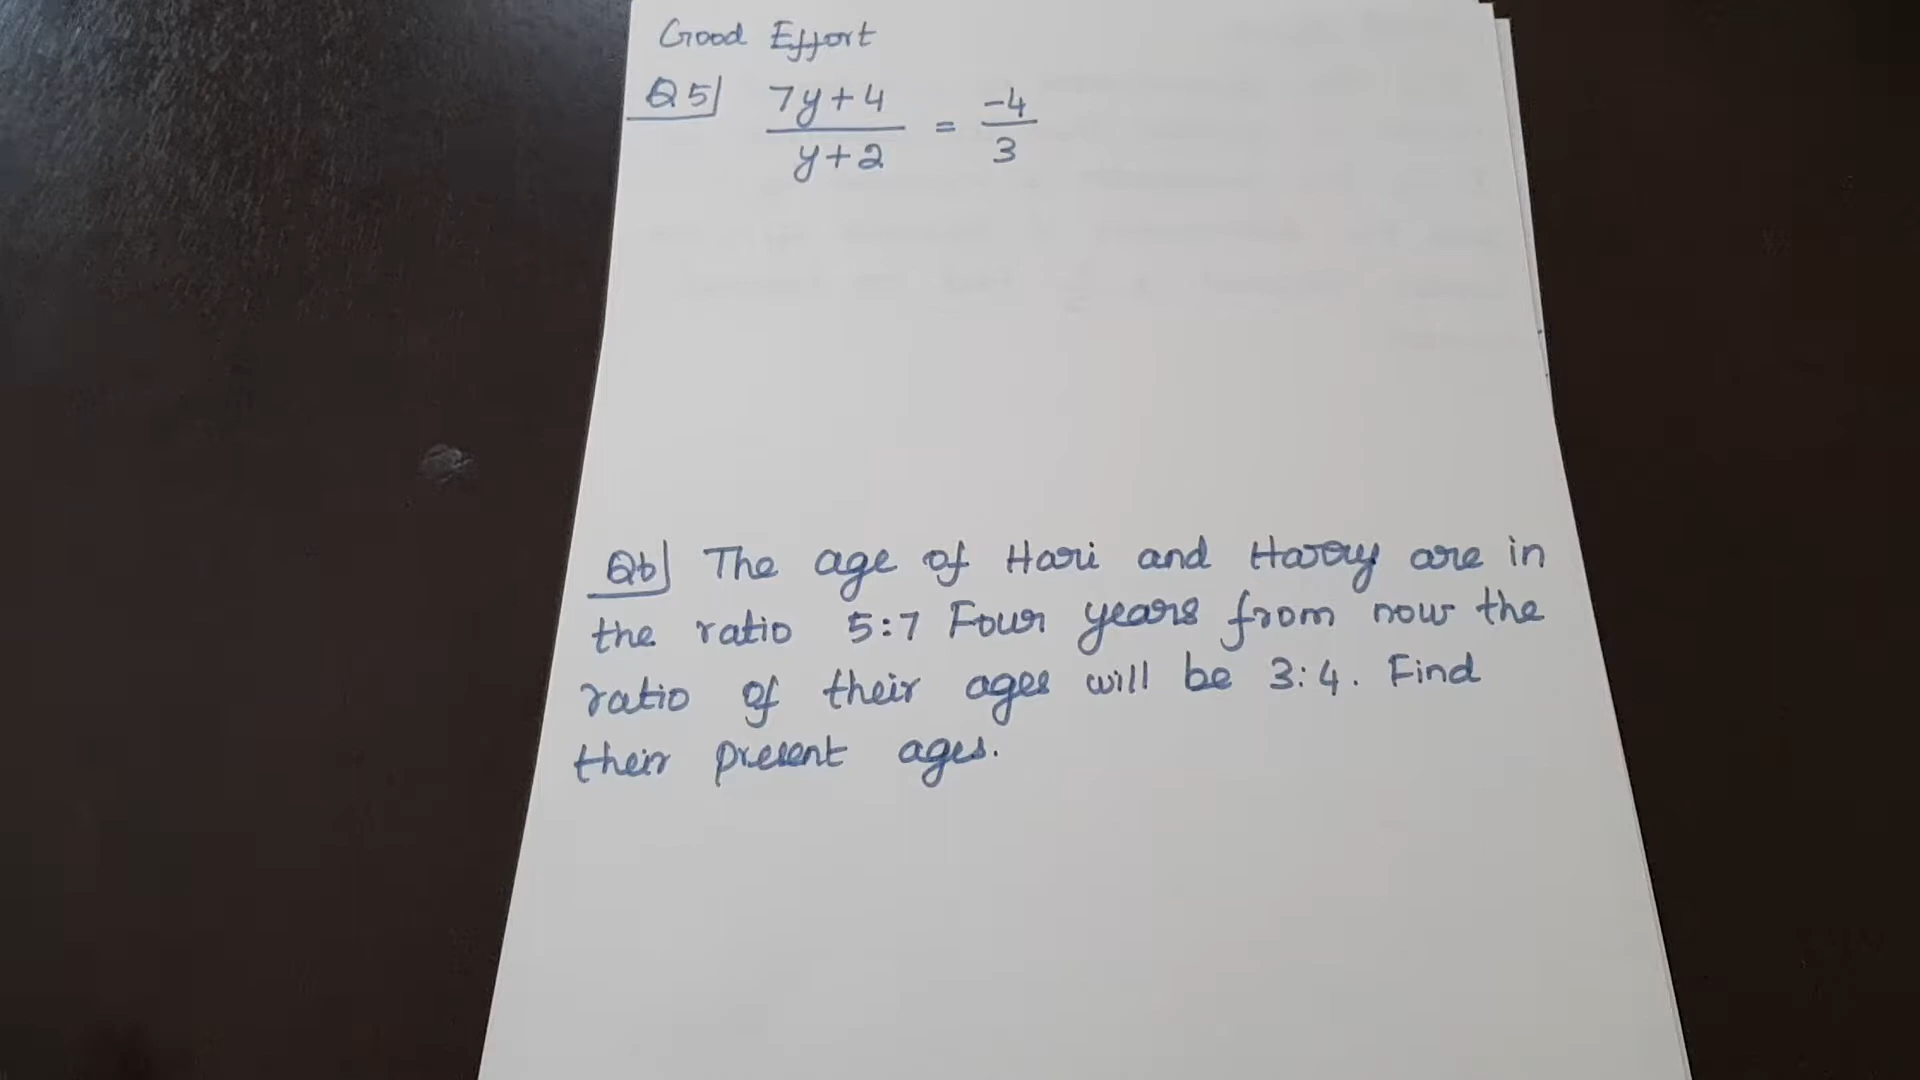 Good Effort
Q5 7y+4/y+2 = -4/3
Q6 The age of Hari and Harry are in
the ratio 5:7 Four years from now the
ratio of their ages will be 3:4. Find
their present ages.